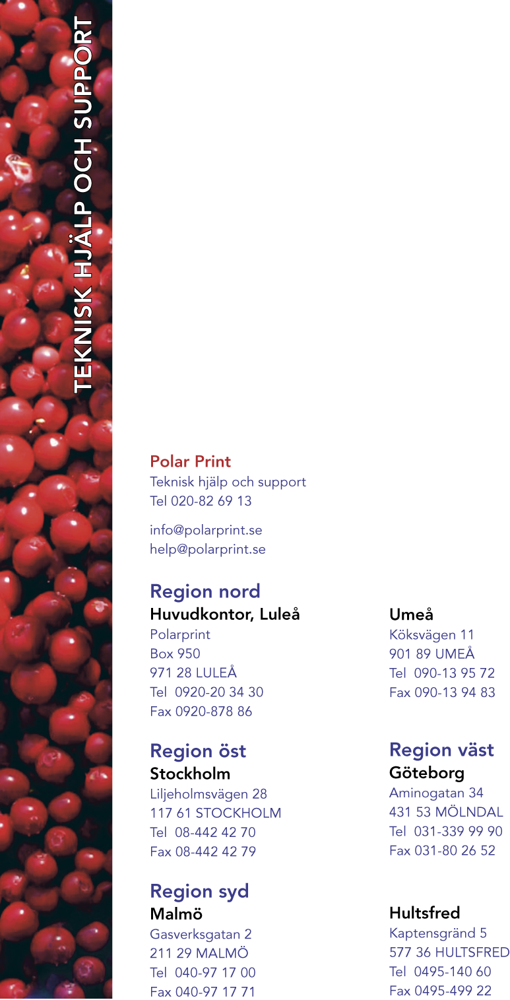 TEKNISK HJÄLP OCH SUPPORT
Polar Print
Teknisk hjälp och support
Tel 020-82 69 13
info@polarprint.se
help@polarprint.se
Region nord
Huvudkontor, Luleå
Polarprint
Box 950
971 28 LULEÅ
Tel  0920-20 34 30
Fax 0920-878 86
Umeå
Köksvägen 11
901 89 UMEÅ
Tel  090-13 95 72
Fax 090-13 94 83
Region öst
Stockholm
Liljeholmsvägen 28
117 61 STOCKHOLM
Tel  08-442 42 70
Fax 08-442 42 79
Region väst
Göteborg
Aminogatan 34
431 53 MÖLNDAL
Tel  031-339 99 90
Fax 031-80 26 52
Region syd
Malmö
Gasverksgatan 2
211 29 MALMÖ
Tel  040-97 17 00
Fax 040-97 17 71
Hultsfred
Kaptensgränd 5
577 36 HULTSFRED
Tel  0495-140 60
Fax 0495-499 22